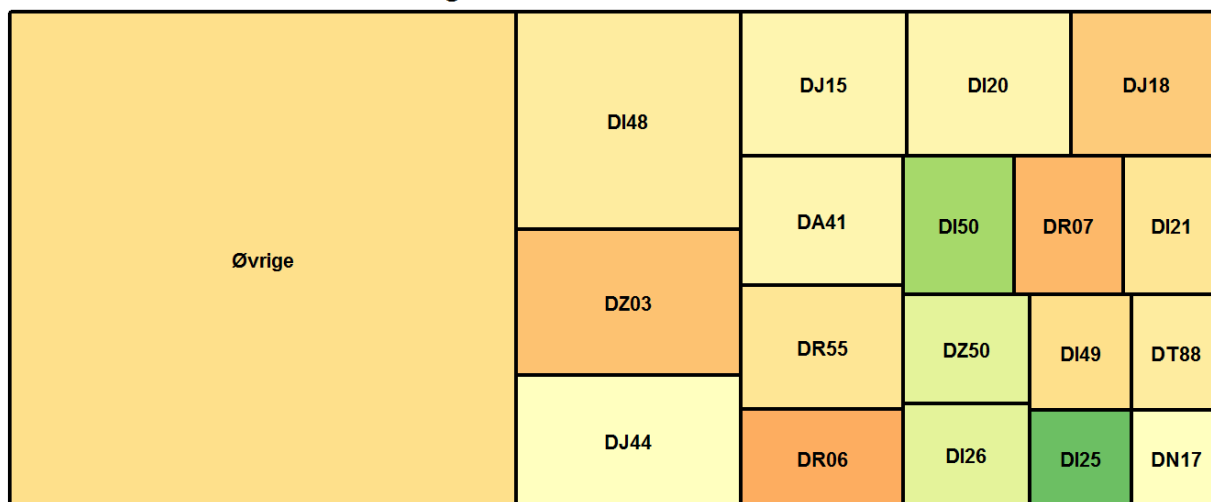 Øvrige
DI48
DZ03
DJ44
DJ15
DI20
DJ18
DA41
DI50
DR07
DI21
DR55
DZ50
DI49
DT88
DR06
DI26
DI25
DN17